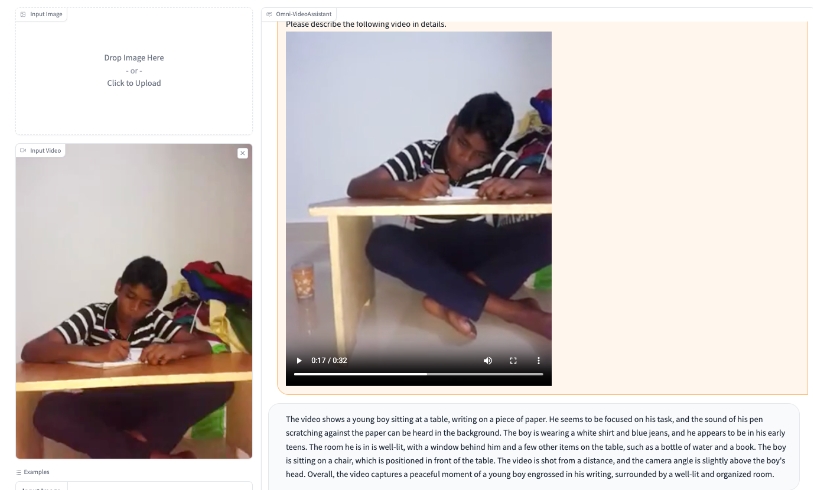 Input Image
Drop Image Here
- or -
Click to Upload
Input Video
Examples
Omni-VideoAssistant
Please describe the following video in details.
0:17 / 0:32
The video shows a young boy sitting at a table, writing on a piece of paper. He seems to be focused on his task, and the sound of his pen
scratching against the paper can be heard in the background. The boy is wearing a white shirt and blue jeans, and he appears to be in his early
teens. The room he is in is well-lit, with a window behind him and a few other items on the table, such as a bottle of water and a book. The boy
is sitting on a chair, which is positioned in front of the table. The video is shot from a distance, and the camera angle is slightly above the boy's
head. Overall, the video captures a peaceful moment of a young boy engrossed in his writing, surrounded by a well-lit and organized room.